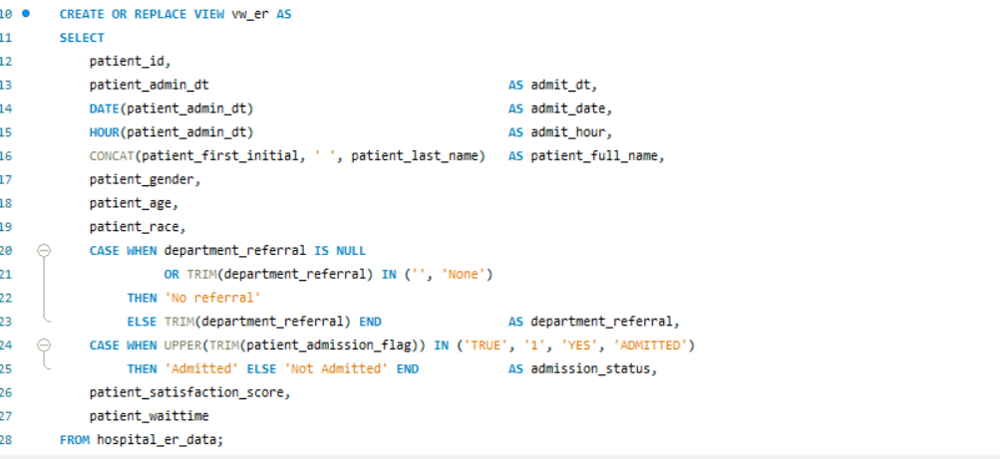 10 CREATE OR REPLACE VIEW vw_er AS
11 SELECT
12 patient_id,
13 patient_admin_dt AS admit_dt,
14 DATE(patient_admin_dt) AS admit_date,
15 HOUR(patient_admin_dt) AS admit_hour,
16 CONCAT(patient_first_initial, ' ', patient_last_name) AS patient_full_name,
17 patient_gender,
18 patient_age,
19 patient_race,
20 CASE WHEN department_referral IS NULL
21 OR TRIM(department_referral) IN ('', 'None')
22 THEN 'No referral'
23 ELSE TRIM(department_referral) END AS department_referral,
24 CASE WHEN UPPER(TRIM(patient_admission_flag)) IN ('TRUE', '1', 'YES', 'ADMITTED')
25 THEN 'Admitted' ELSE 'Not Admitted' END AS admission_status,
26 patient_satisfaction_score,
27 patient_waittime
28 FROM hospital_er_data;